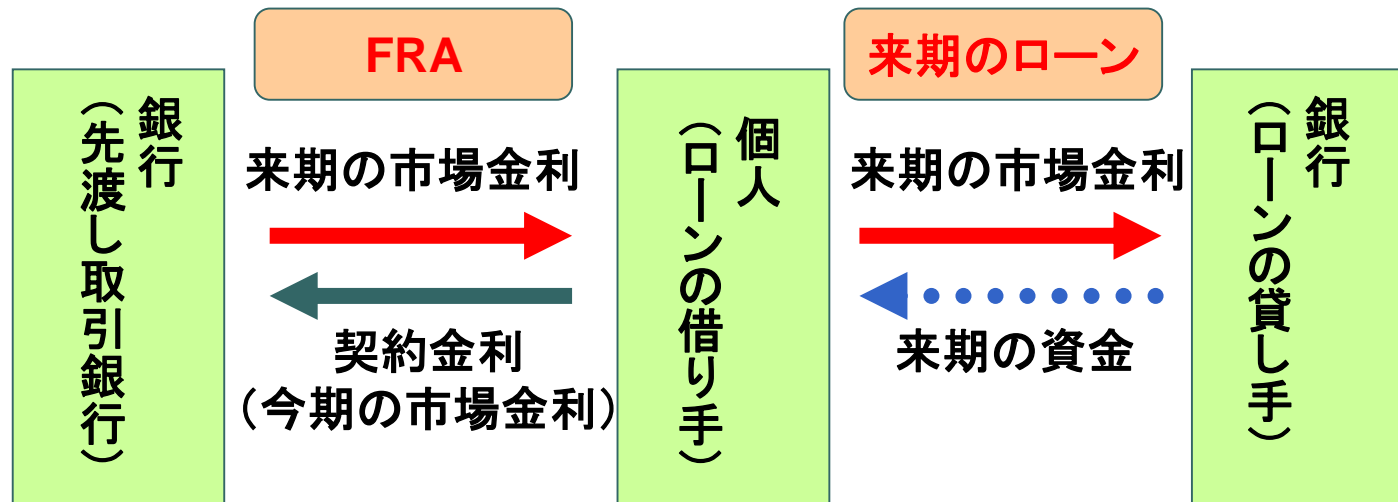 FRA
来期のローン
銀行
（先渡し取引銀行）
来期の市場金利
契約金利
（今期の市場金利）
個人
（ローンの借り手）
来期の市場金利
来期の資金
銀行
（ローンの貸し手）